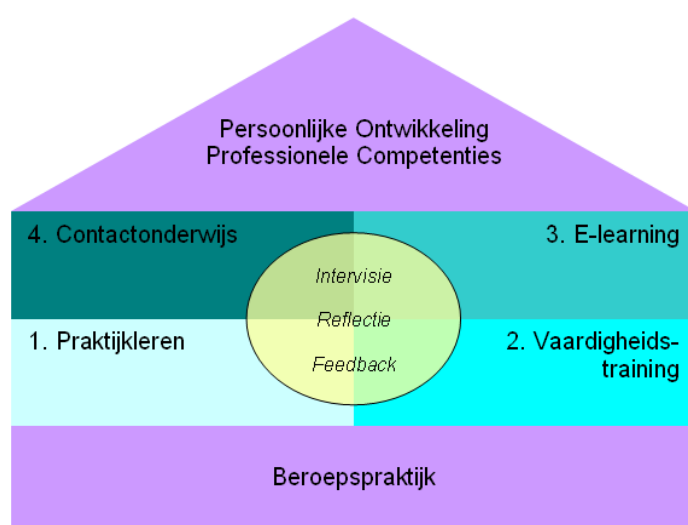 Persoonlijke Ontwikkeling
Professionele Competenties
4. Contactonderwijs
3. E-learning
Intervisie
Reflectie
Feedback
1. Praktijkleren
2. Vaardigheids-
training
Beroepspraktijk